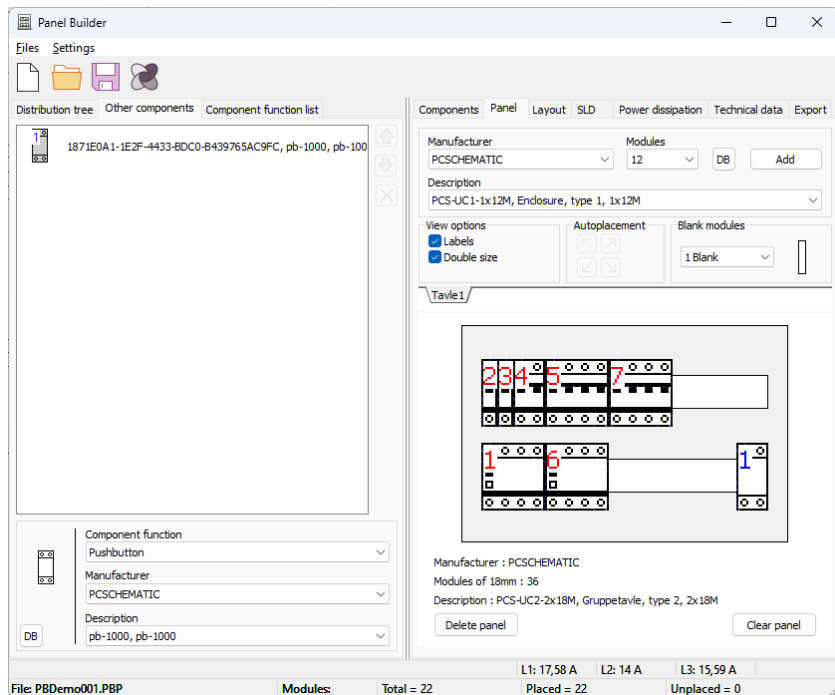 Panel Builder
Files Settings
Distribution tree Other components Component function list
1
1871E0A1-1E2F-4433-BDC0-B439765AC9FC, pb-1000, pb-100
Component function
Pushbutton
Manufacturer
PCSCHEMATIC
Description
DB
pb-1000, pb-1000
Components Panel Layout SLD Power dissipation Technical data Export
Manufacturer Modules
PCSCHEMATIC 12 DB Add
Description
PCS-UC1-1x12M, Enclosure, type 1, 1x12M
View options Autoplacement Blank modules
Labels
Double size 1 Blank
Tavle1
2 3 4 5 7
1 6 1
Manufacturer : PCSCHEMATIC
Modules of 18mm : 36
Description : PCS-UC2-2x18M, Gruppetavle, type 2, 2x18M
Delete panel Clear panel
L1: 17,58 A L2: 14 A L3: 15,59 A
File: PBDemo001.PBP Modules: Total = 22 Placed = 22 Unplaced = 0